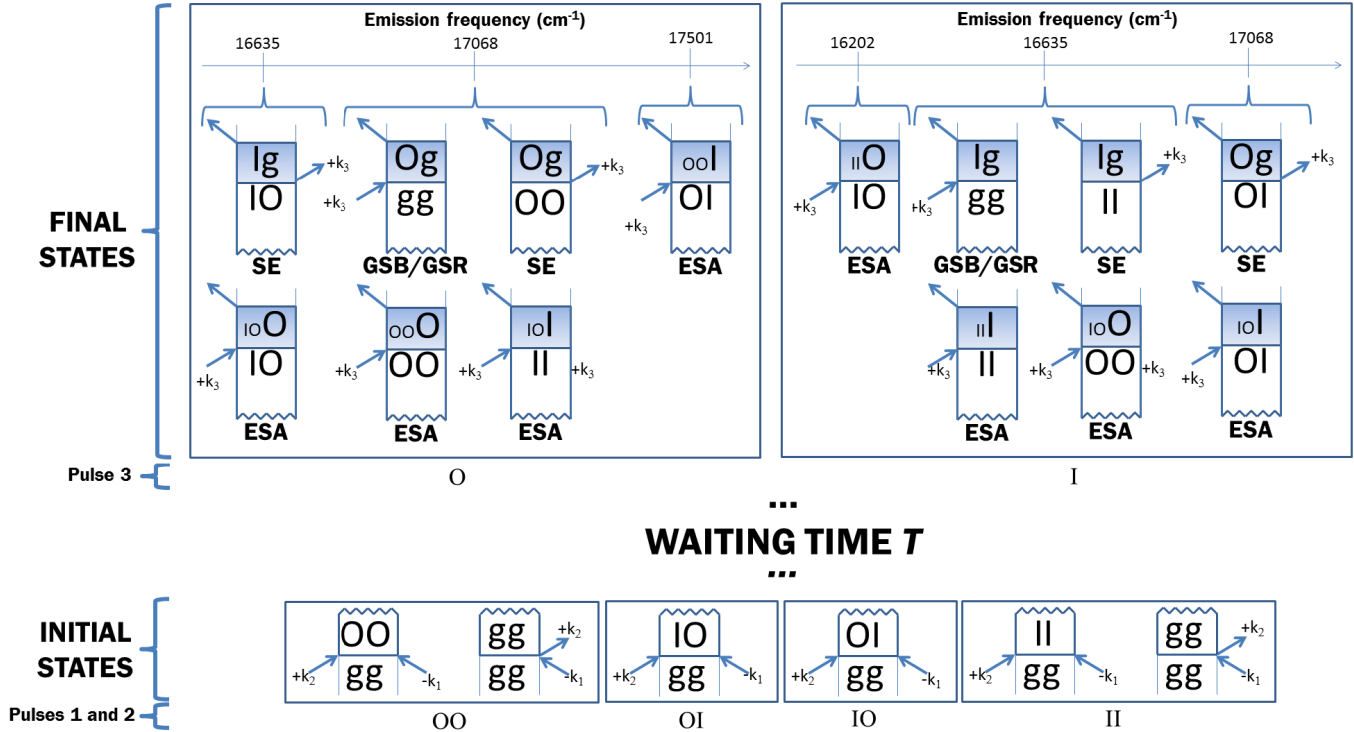 Emission frequency (cm-1)
16635 17068 17501
Ig Og Og OOI
IO gg OO OI
+k3 +k3 +k3 +k3
SE GSB/GSR SE ESA
IOO OOO IOI
IO OO II
+k3 +k3 +k3 +k3
ESA ESA ESA
Emission frequency (cm-1)
16202 16635 17068
IIO Ig Ig Og
IO gg II OI
+k3 +k3 +k3 +k3
ESA GSB/GSR SE SE
III IOO IOI
II OO OI
+k3 +k3 +k3 +k3
ESA ESA ESA
FINAL
STATES
Pulse 3
O I
...
WAITING TIME T
...
INITIAL
STATES
OO gg IO OI II gg
gg gg gg gg gg gg
+k2 -k1 +k2 -k1 +k2 -k1 +k2 -k1 +k2 -k1 +k2 -k1
Pulses 1 and 2
OO OI IO II